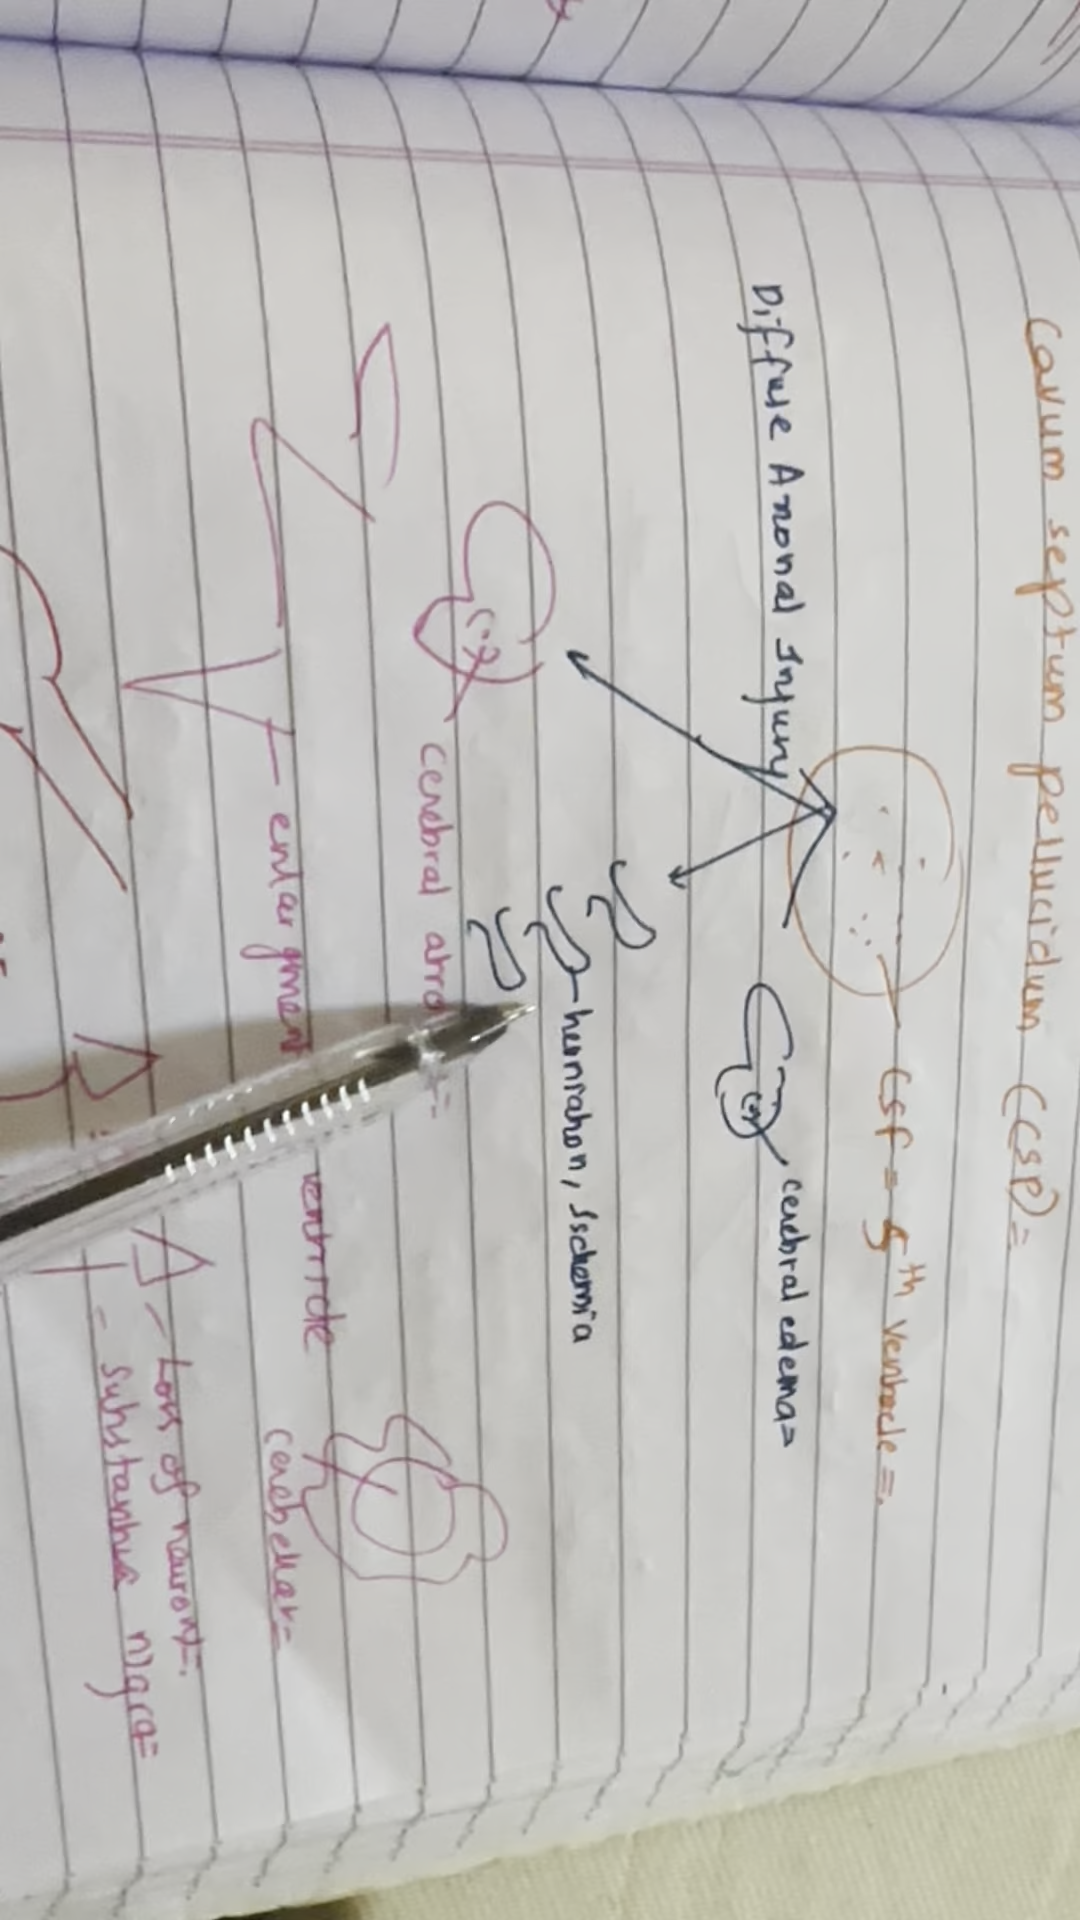 Cavum septum pellucidum (CSP) =
CSF = 5th ventricle =.
Diffuse Axonal Injury
cerebral edema =
herniation, Ischemia
cerebral atro
enlargmen ventricle
cerebellar =
Loss of neurons =.
- Substantia nigra =